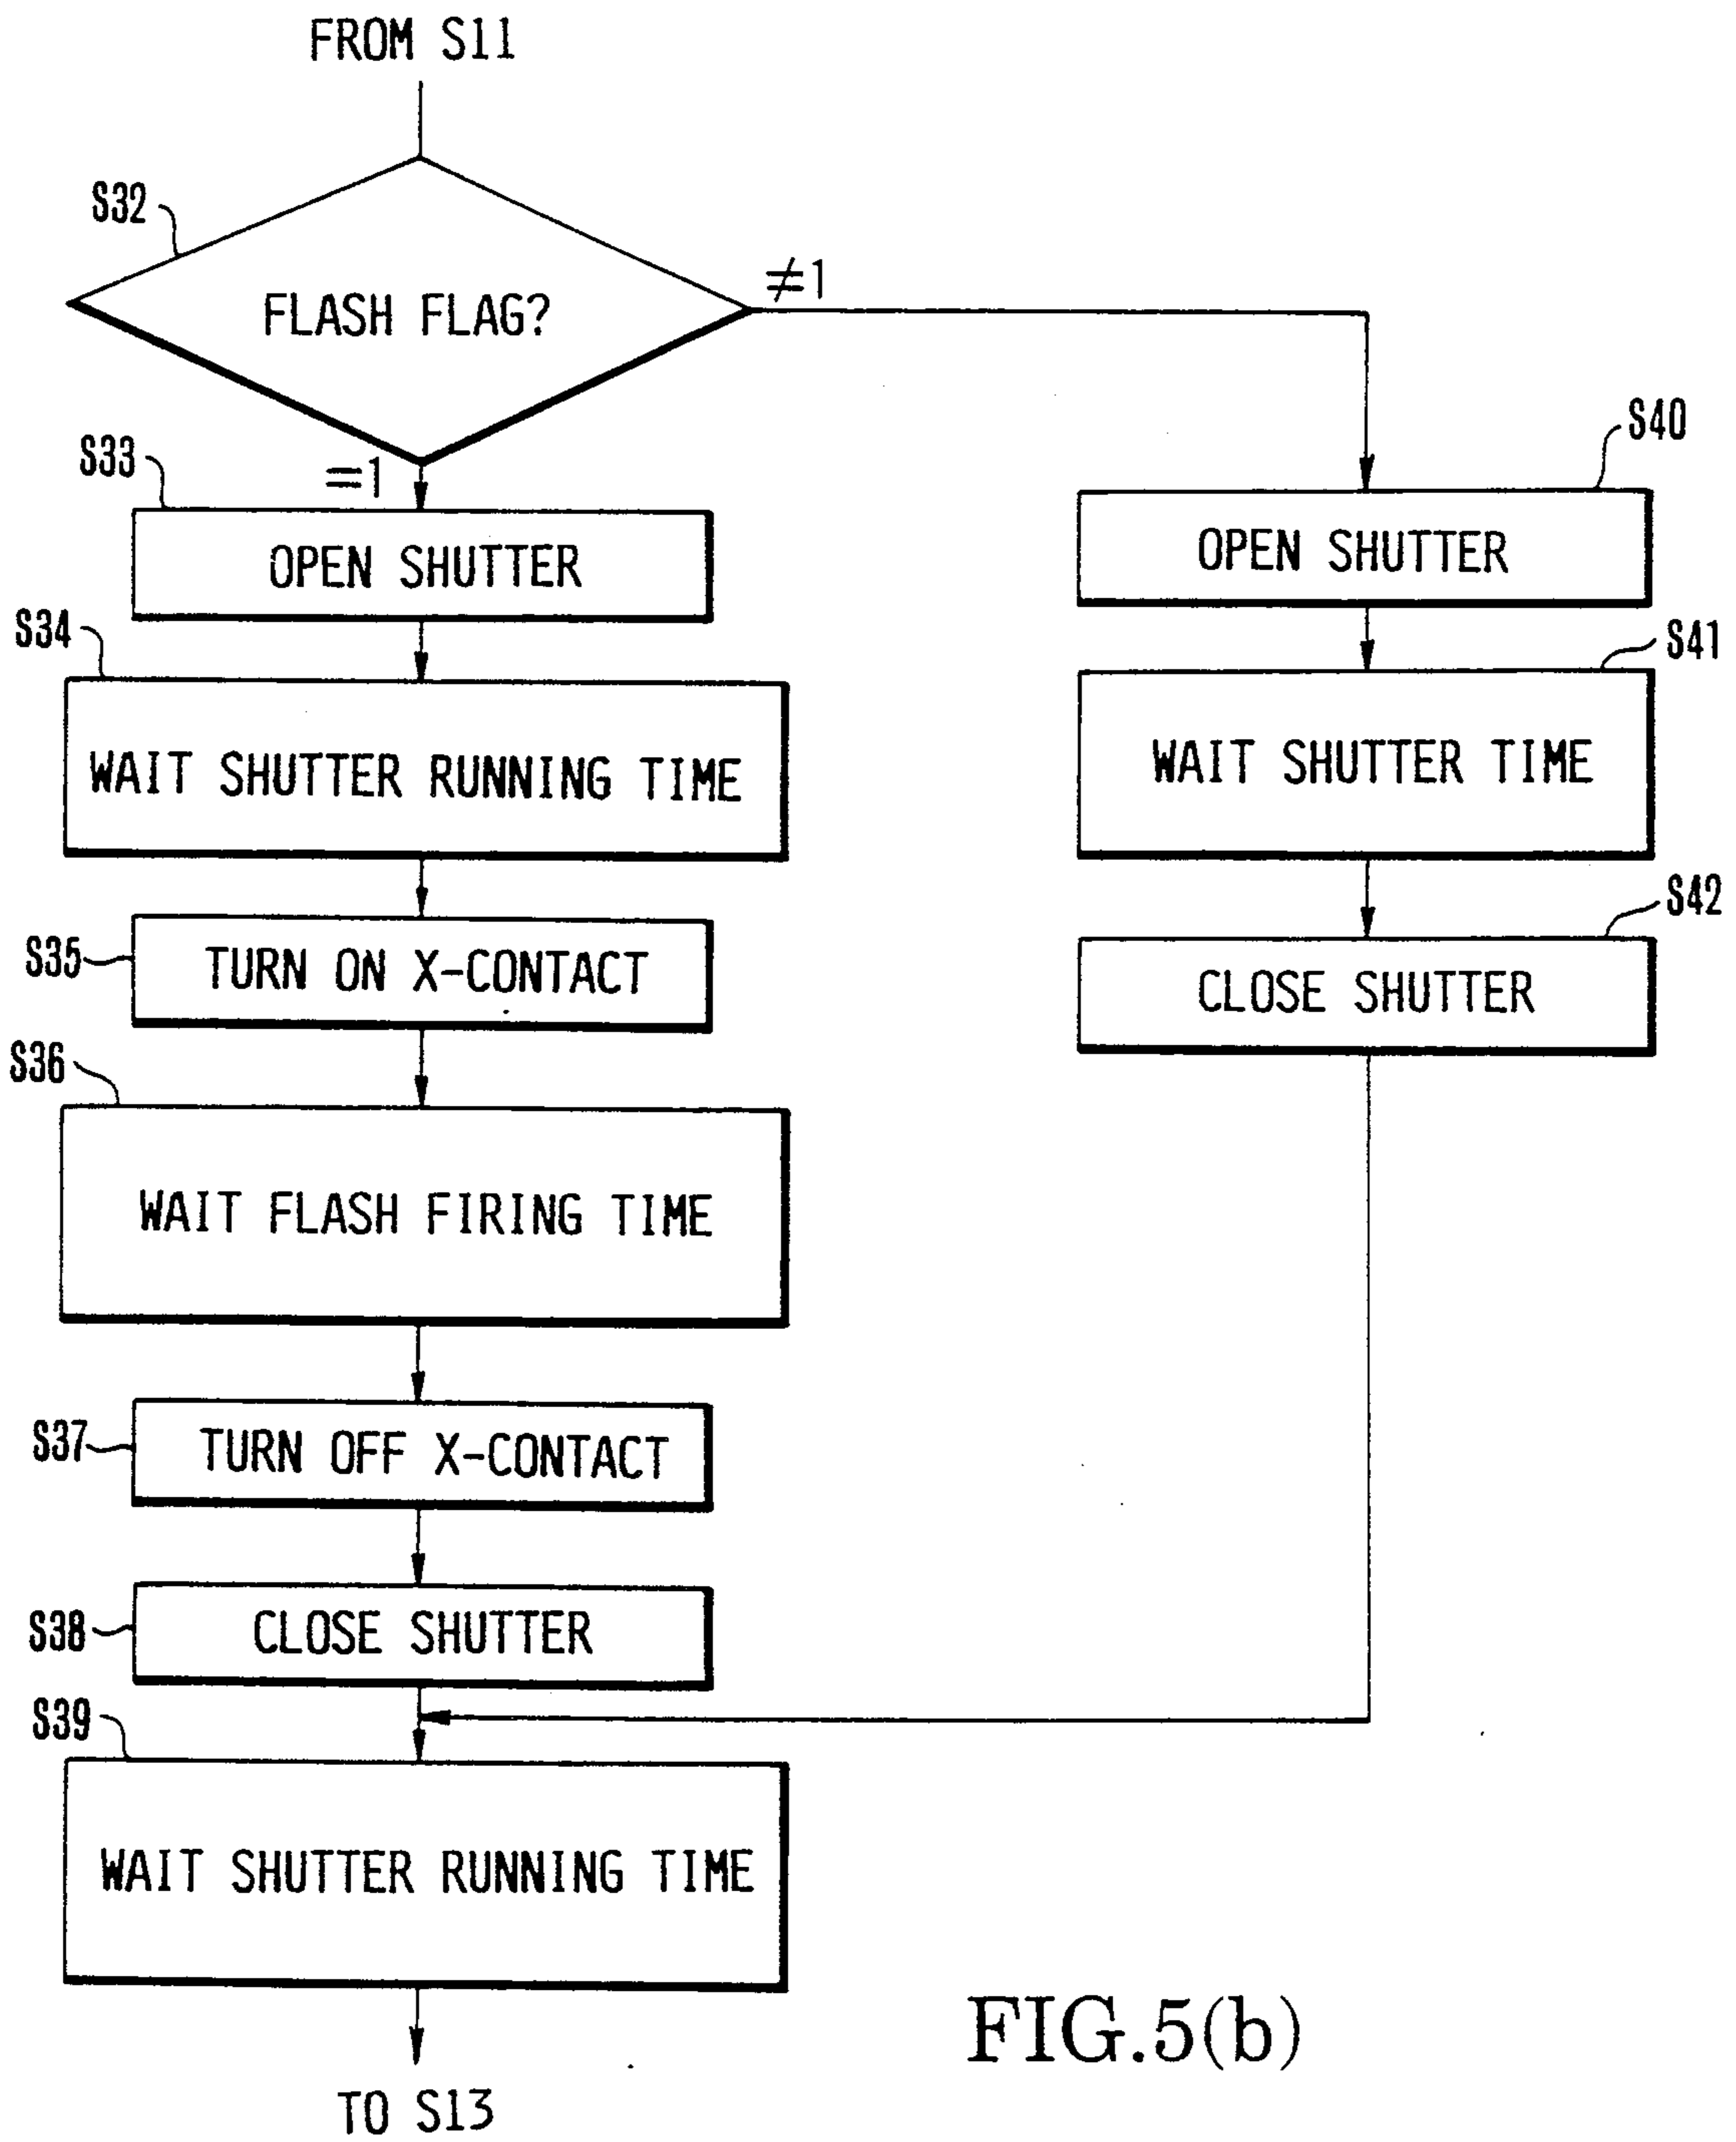 FROM S11
S32
FLASH FLAG?
≠1
=1
S33
OPEN SHUTTER
S34
WAIT SHUTTER RUNNING TIME
S35
TURN ON X-CONTACT
S36
WAIT FLASH FIRING TIME
S37
TURN OFF X-CONTACT
S38
CLOSE SHUTTER
S39
WAIT SHUTTER RUNNING TIME
TO S13
S40
OPEN SHUTTER
S41
WAIT SHUTTER TIME
S42
CLOSE SHUTTER
FIG.5(b)